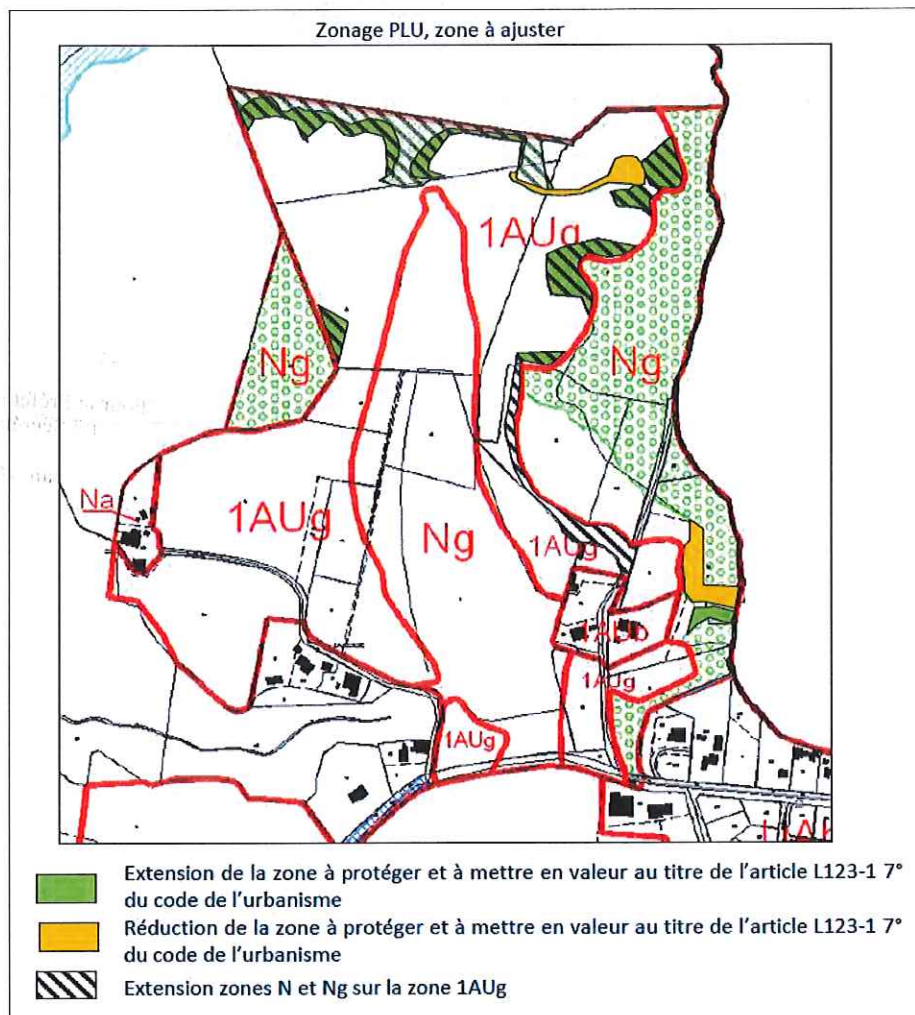 Zonage PLU, zone à ajuster
1AUg
Ng
Ng
Na
1AUg
Ng
1AUg
1AUg
1AUg
Extension de la zone à protéger et à mettre en valeur au titre de l'article L123-1 7°
du code de l'urbanisme
Réduction de la zone à protéger et à mettre en valeur au titre de l'article L123-1 7°
du code de l'urbanisme
Extension zones N et Ng sur la zone 1AUg